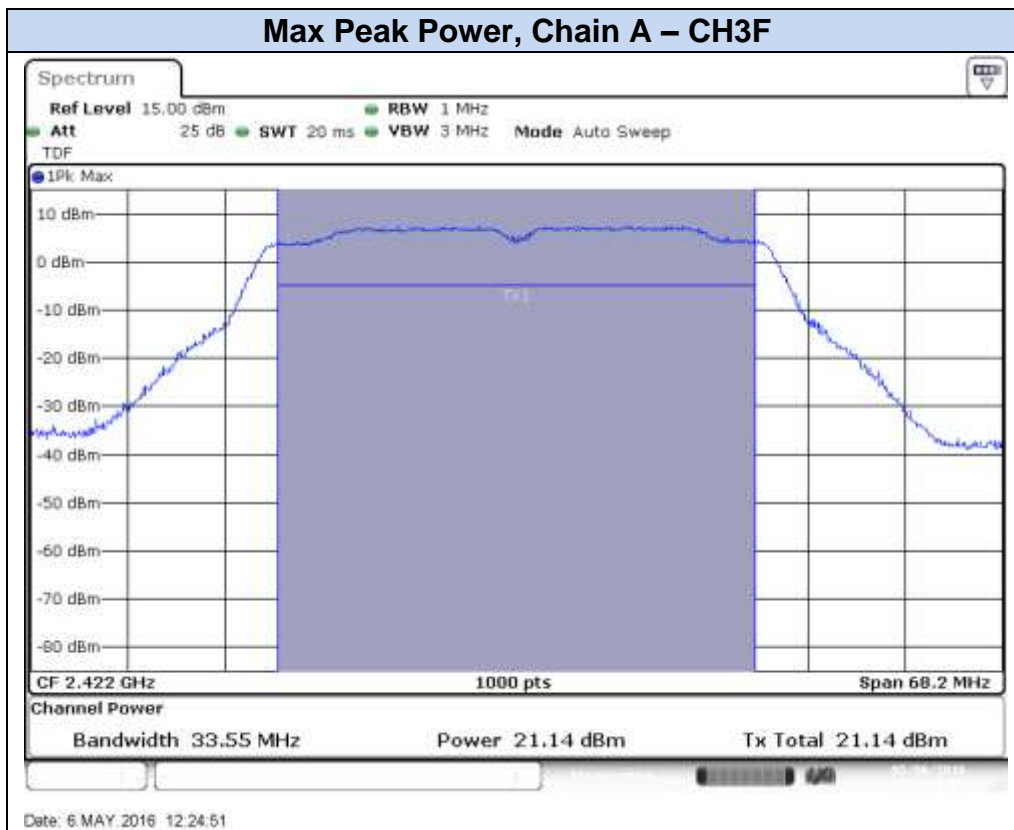 Max Peak Power, Chain A – CH3F
Spectrum
Ref Level 15.00 dBm RBW 1 MHz
Att 25 dB SWT 20 ms VBW 3 MHz Mode Auto Sweep
TDF
1Pk Max
10 dBm
0 dBm
-10 dBm
Tx1
-20 dBm
-30 dBm
-40 dBm
-50 dBm
-60 dBm
-70 dBm
-80 dBm
CF 2.422 GHz 1000 pts Span 68.2 MHz
Channel Power
Bandwidth 33.55 MHz Power 21.14 dBm Tx Total 21.14 dBm
Date: 6.MAY.2016 12:24:51